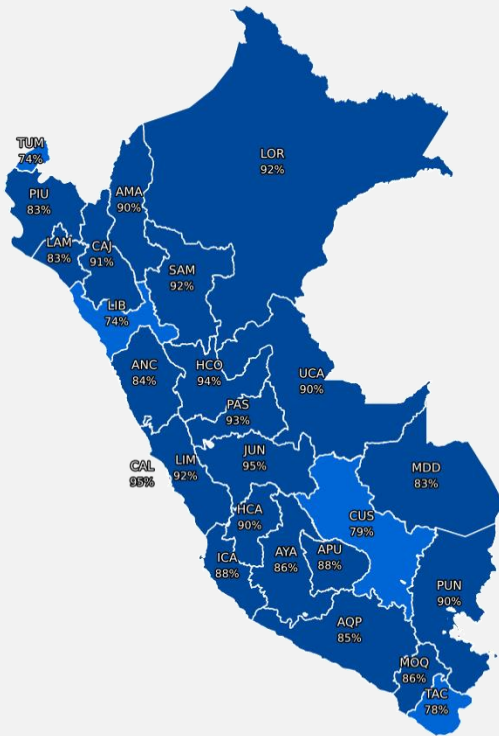 TUM
74%
LOR
92%
PIU
83%
AMA
90%
LAM
83%
CAJ
91%
SAM
92%
LIB
74%
ANC
84%
HCO
94%
UCA
90%
PAS
93%
CAL
95%
LIM
92%
JUN
95%
MDD
83%
HCA
90%
CUS
79%
ICA
88%
AYA
86%
APU
88%
PUN
90%
AQP
85%
MOQ
86%
TAC
78%